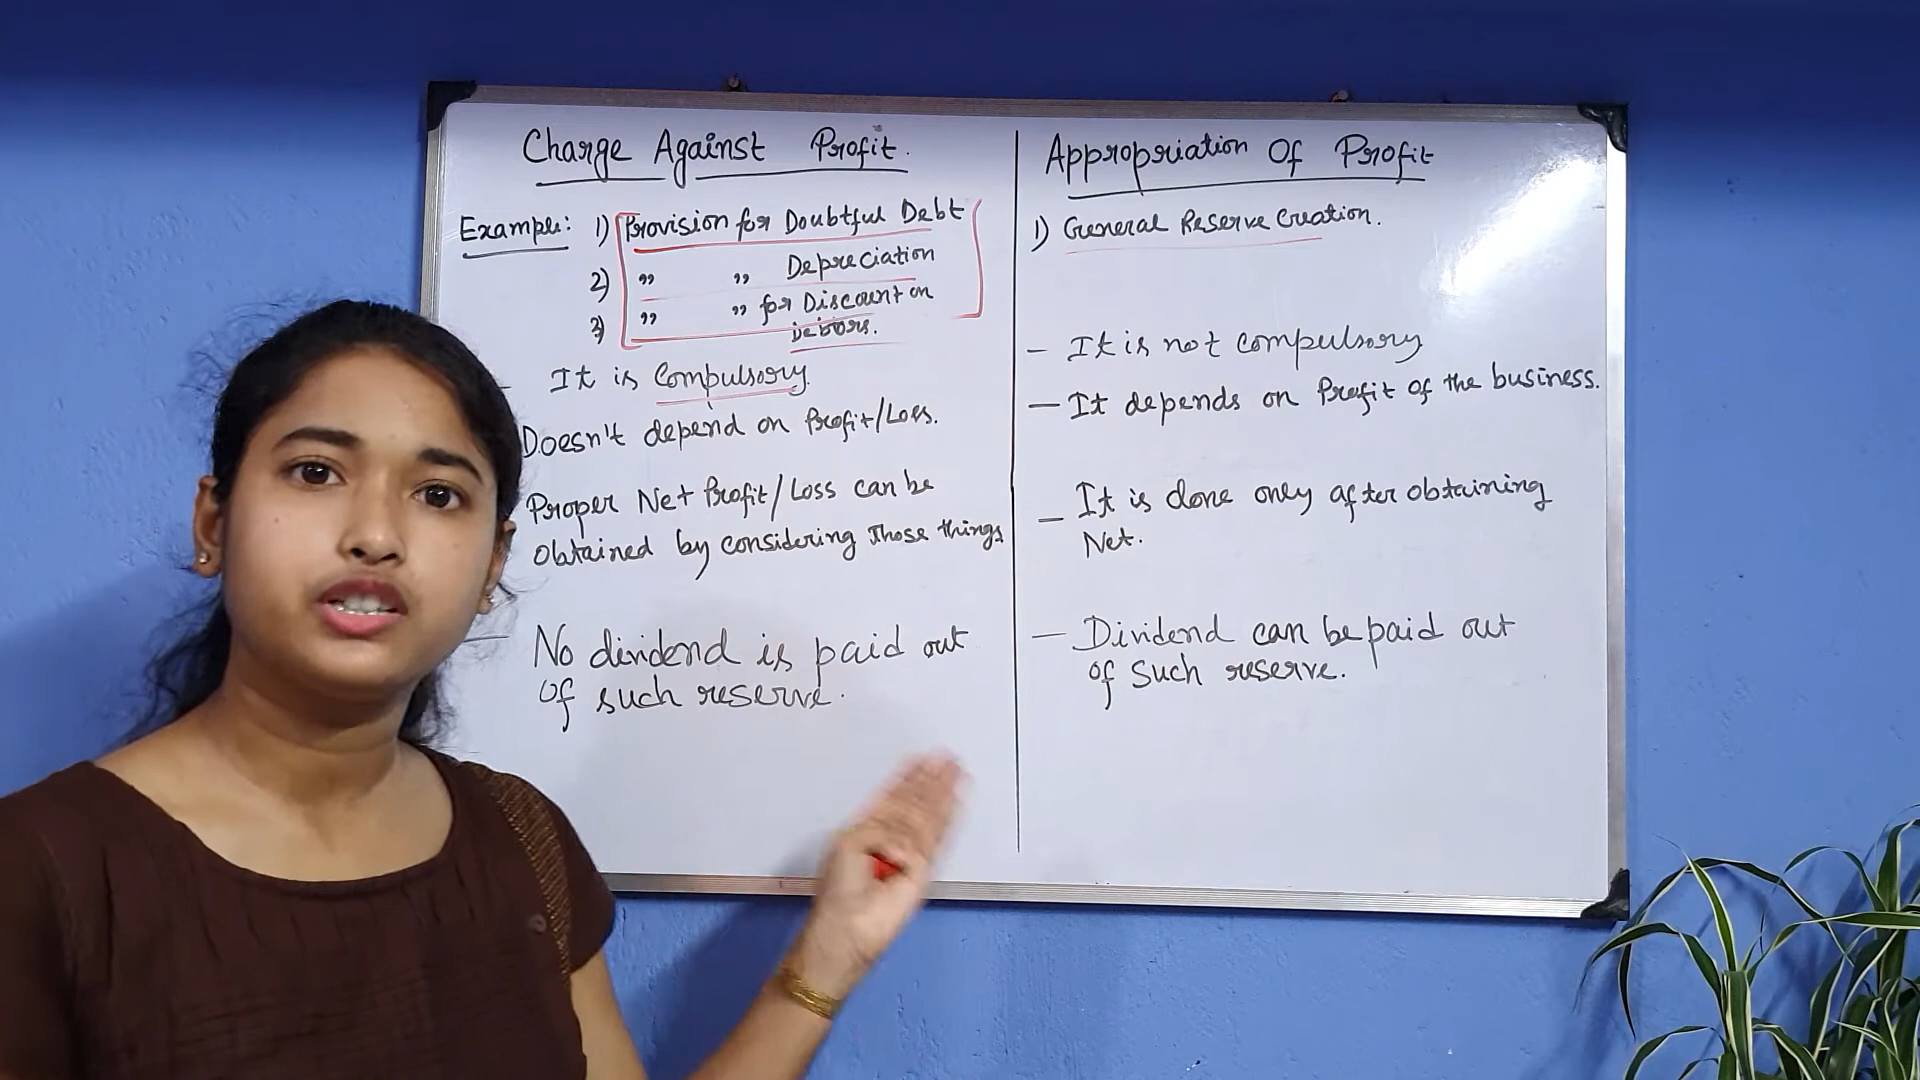 Charge Against Profit.
Example: 1) Provision for Doubtful Debt
2) " " Depreciation
3) " " for Discount on
Debtors.
It is Compulsory.
Doesn't depend on Profit/Loss.
Proper Net Profit/Loss can be
obtained by considering those things
— No dividend is paid out
of such reserve.
Appropriation Of Profit
1) General Reserve Creation.
— It is not compulsory
— It depends on Profit of the business.
— It is done only after obtaining
Net.
— Dividend can be paid out
of such reserve.